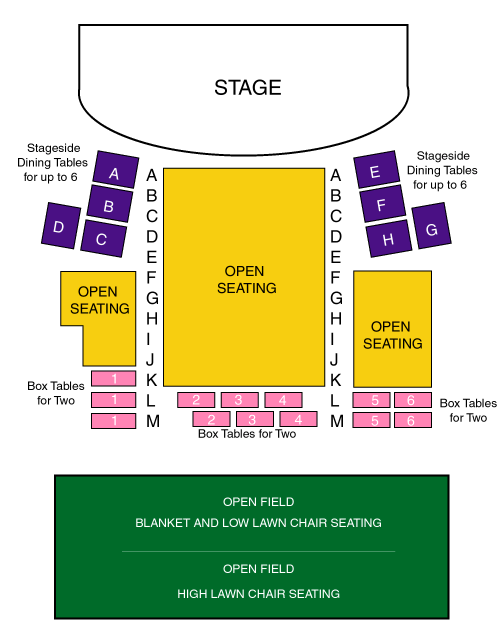 STAGE
Stageside
Dining Tables
for up to 6
Stageside
Dining Tables
for up to 6
A
B
C
D
E
F
G
H
A
B
C
D
E
F
G
H
I
J
K
L
M
A
B
C
D
E
F
G
H
I
J
K
L
M
OPEN
SEATING
OPEN
SEATING
OPEN
SEATING
Box Tables
for Two
1
1
1
2 3 4
2 3 4
Box Tables for Two
5 6
5 6
Box Tables
for Two
OPEN FIELD
BLANKET AND LOW LAWN CHAIR SEATING
OPEN FIELD
HIGH LAWN CHAIR SEATING